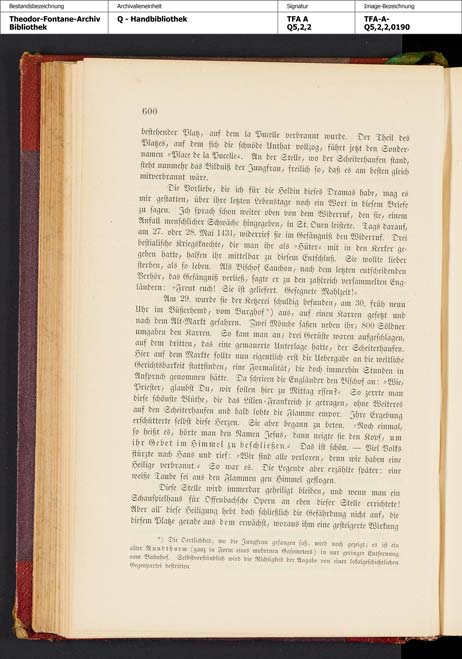 Bestandsbezeichnung
Archivalieneinheit
Signatur
Image-Bezeichnung
Theodor-Fontane-Archiv
Bibliothek
Q - Handbibliothek
TFA A
Q5,2,2
TFA-A-
Q5,2,2,0190
600
bestehender Platz, auf dem la Pucelle verbrannt wurde. Der Theil des
Platzes, auf dem sich die schnöde Unthat vollzog, führt jetzt den Sonder-
namen »Place de la Pucelle«. An der Stelle, wo der Scheiterhaufen stand,
steht nunmehr das Bildniß der Jungfrau, freilich so, daß es am besten gleich
mitverbrannt wäre.
Die Vorliebe, die ich für die Heldin dieses Dramas habe, mag es
mir gestatten, über ihre letzten Lebenstage noch ein Wort in diesem Briefe
zu sagen. Ich sprach schon weiter oben von dem Widerruf, den sie, einem
Anfall menschlicher Schwäche hingegeben, in St. Ouen leistete. Tags darauf,
am 27. oder 28. Mai 1431, widerrief sie im Gefängniß den Widerruf. Drei
bestialische Kriegsknechte, die man ihr als »Hüter« mit in den Kerker ge-
geben hatte, halfen ihr mittelbar zu diesem Entschluß. Sie wollte lieber
sterben, als so leben. Als Bischof Cauchon, nach dem letzten entscheidenden
Verhör, das Gefängniß verließ, sagte er zu den zahlreich versammelten Eng-
ländern: »Freut euch! Sie ist geliefert. Gesegnete Mahlzeit!«
Am 29. wurde sie der Ketzerei schuldig befunden, am 30. früh neun
Uhr im Büßerhemd, vom Burghof*) aus, auf einen Karren gesetzt und
nach dem Alt-Markt gefahren. Zwei Mönche saßen neben ihr; 800 Söldner
umgaben den Karren. So kam man an; drei Gerüste waren aufgeschlagen,
auf dem dritten, das eine gemauerte Unterlage hatte, der Scheiterhaufen.
Hier auf dem Markte sollte nun eigentlich erst die Uebergabe an die weltliche
Gerichtsbarkeit stattfinden, eine Formalität, die doch immerhin Stunden in
Anspruch genommen hätte. Da schrieen die Engländer den Bischof an: »Wie,
Priester, glaubst Du, wir sollen hier zu Mittag essen?« So zerrte man
diese schönste Blüthe, die das Lilien-Frankreich je getragen, ohne Weiteres
auf den Scheiterhaufen und bald lohte die Flamme empor. Ihre Ergebung
erschütterte selbst diese Herzen. Sie aber begann zu beten. »Noch einmal,
so heißt es, hörte man den Namen Jesus, dann neigte sie den Kopf, um
ihr Gebet im Himmel zu beschließen.« Das ist schön. — Viel Volks
stürzte nach Haus und rief: »Wir sind alle verloren, denn wir haben eine
Heilige verbrannt.« So war es. Die Legende aber erzählte später: eine
weiße Taube sei aus den Flammen gen Himmel geflogen.
Diese Stelle wird immerdar geheiligt bleiben, und wenn man ein
Schauspielhaus für Offenbachsche Opern an eben dieser Stelle errichtete!
Aber all' diese Heiligung hebt doch schließlich die Gefährdung nicht auf, die
diesem Platze gerade aus dem erwächst, woraus ihm eine gesteigerte Wirkung
*) Die Oertlichkeit, wo die Jungfrau gefangen saß, wird noch gezeigt; es ist ein
alter Rundthurm (ganz in Form eines modernen Gasometers) in nur geringer Entfernung
vom Bahnhof. Selbstverständlich wird die Richtigkeit der Angabe von einer lokalgeschichtlichen
Gegenpartei bestritten.